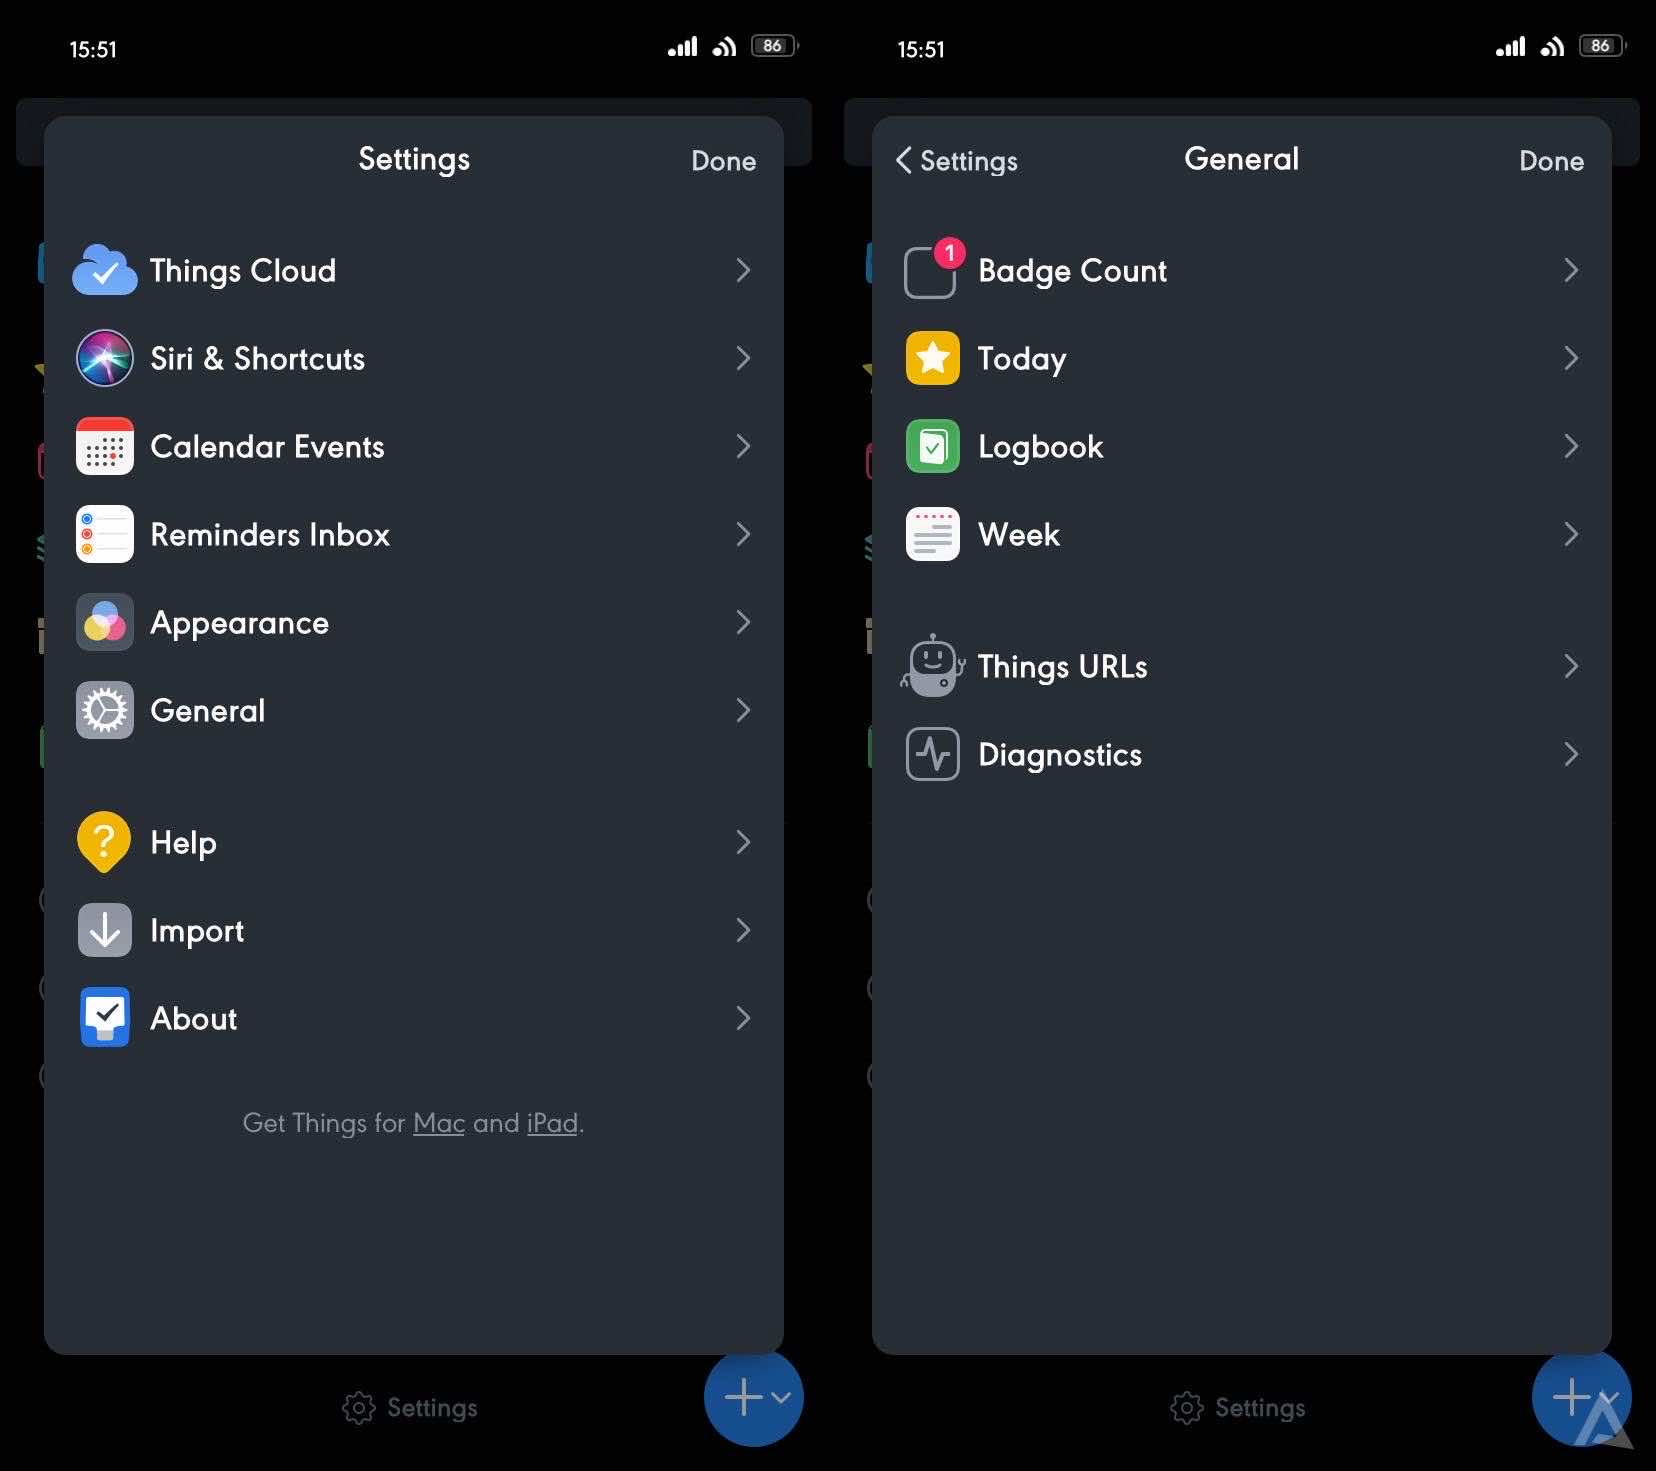 15:51
86
Settings
Done
Things Cloud
Siri & Shortcuts
Calendar Events
Reminders Inbox
Appearance
General
?
Help
Import
About
Get Things for Mac and iPad.
Settings
15:51
86
Settings
General
Done
1
Badge Count
Today
Logbook
Week
Things URLs
Diagnostics
Settings